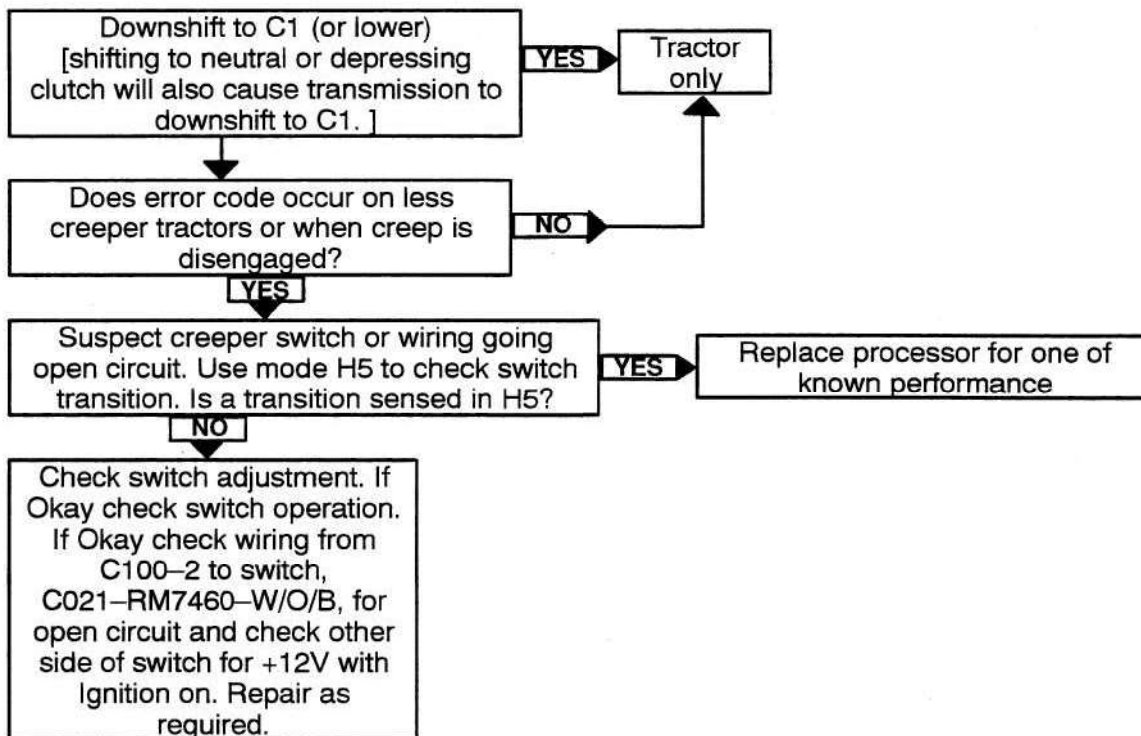 Downshift to C1 (or lower)
[shifting to neutral or depressing
clutch will also cause transmission to
downshift to C1. ]
YES
Tractor
only
Does error code occur on less
creeper tractors or when creep is
disengaged?
NO
YES
Suspect creeper switch or wiring going
open circuit. Use mode H5 to check switch
transition. Is a transition sensed in H5?
YES
Replace processor for one of
known performance
NO
Check switch adjustment. If
Okay check switch operation.
If Okay check wiring from
C100–2 to switch,
C021–RM7460–W/O/B, for
open circuit and check other
side of switch for +12V with
Ignition on. Repair as
required.